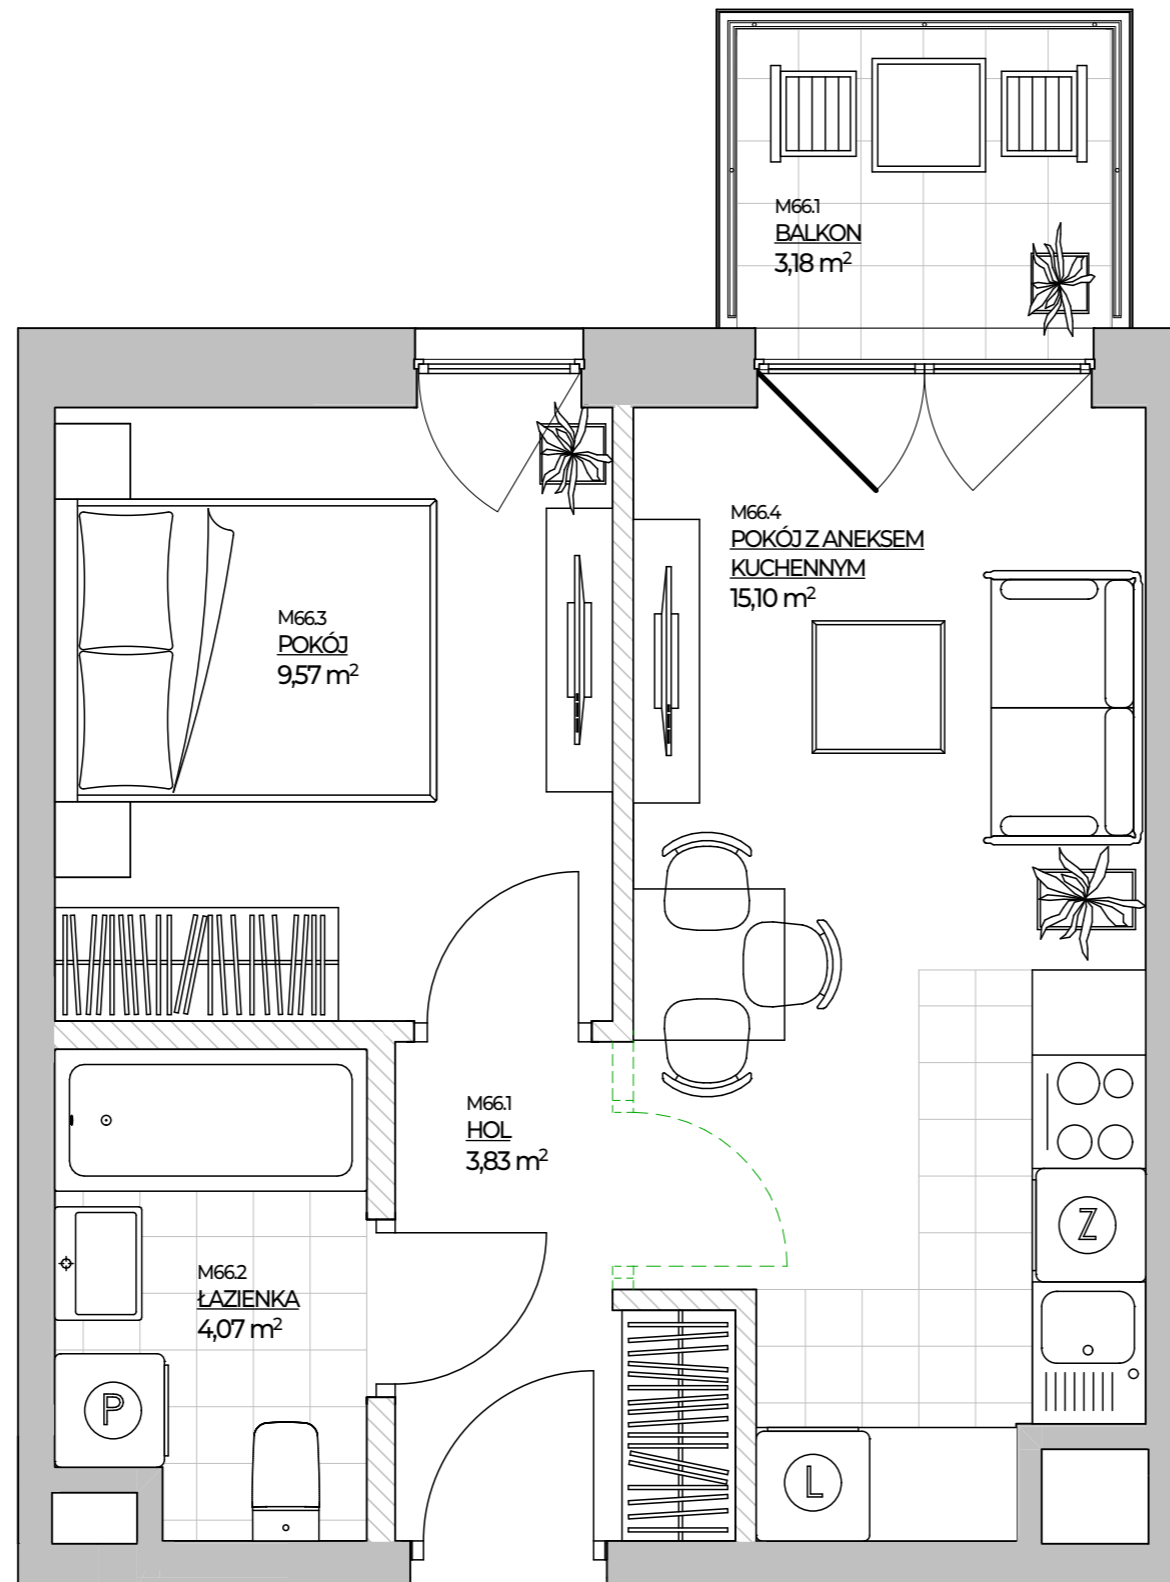 M66.1
BALKON
3,18 m²
M66.4
POKÓJ Z ANEKSEM
KUCHENNYM
15,10 m²
M66.3
POKÓJ
9,57 m²
M66.1
HOL
3,83 m²
Z
M66.2
ŁAZIENKA
4,07 m²
P
L